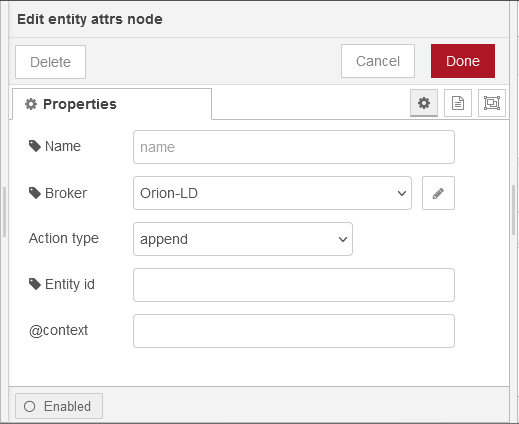 Edit entity attrs node
Delete
Cancel
Done
Properties
Name
name
Broker
Orion-LD
Action type
append
Entity id
@context
Enabled